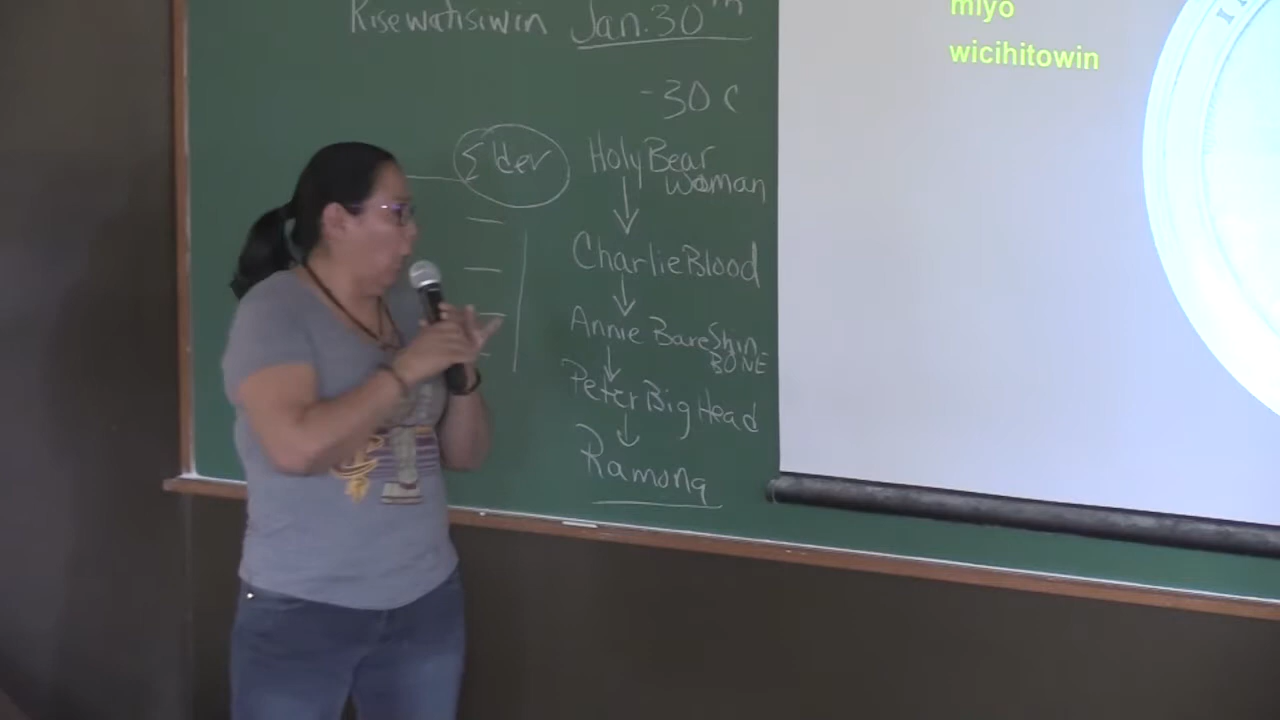 Kisewatisiwin Jan. 30th
-30 C
Elder
Holy Bear
Woman
Charlie Blood
Annie Bare Shin
BONE
Peter Big Head
Ramona
miyo
wicihitowin